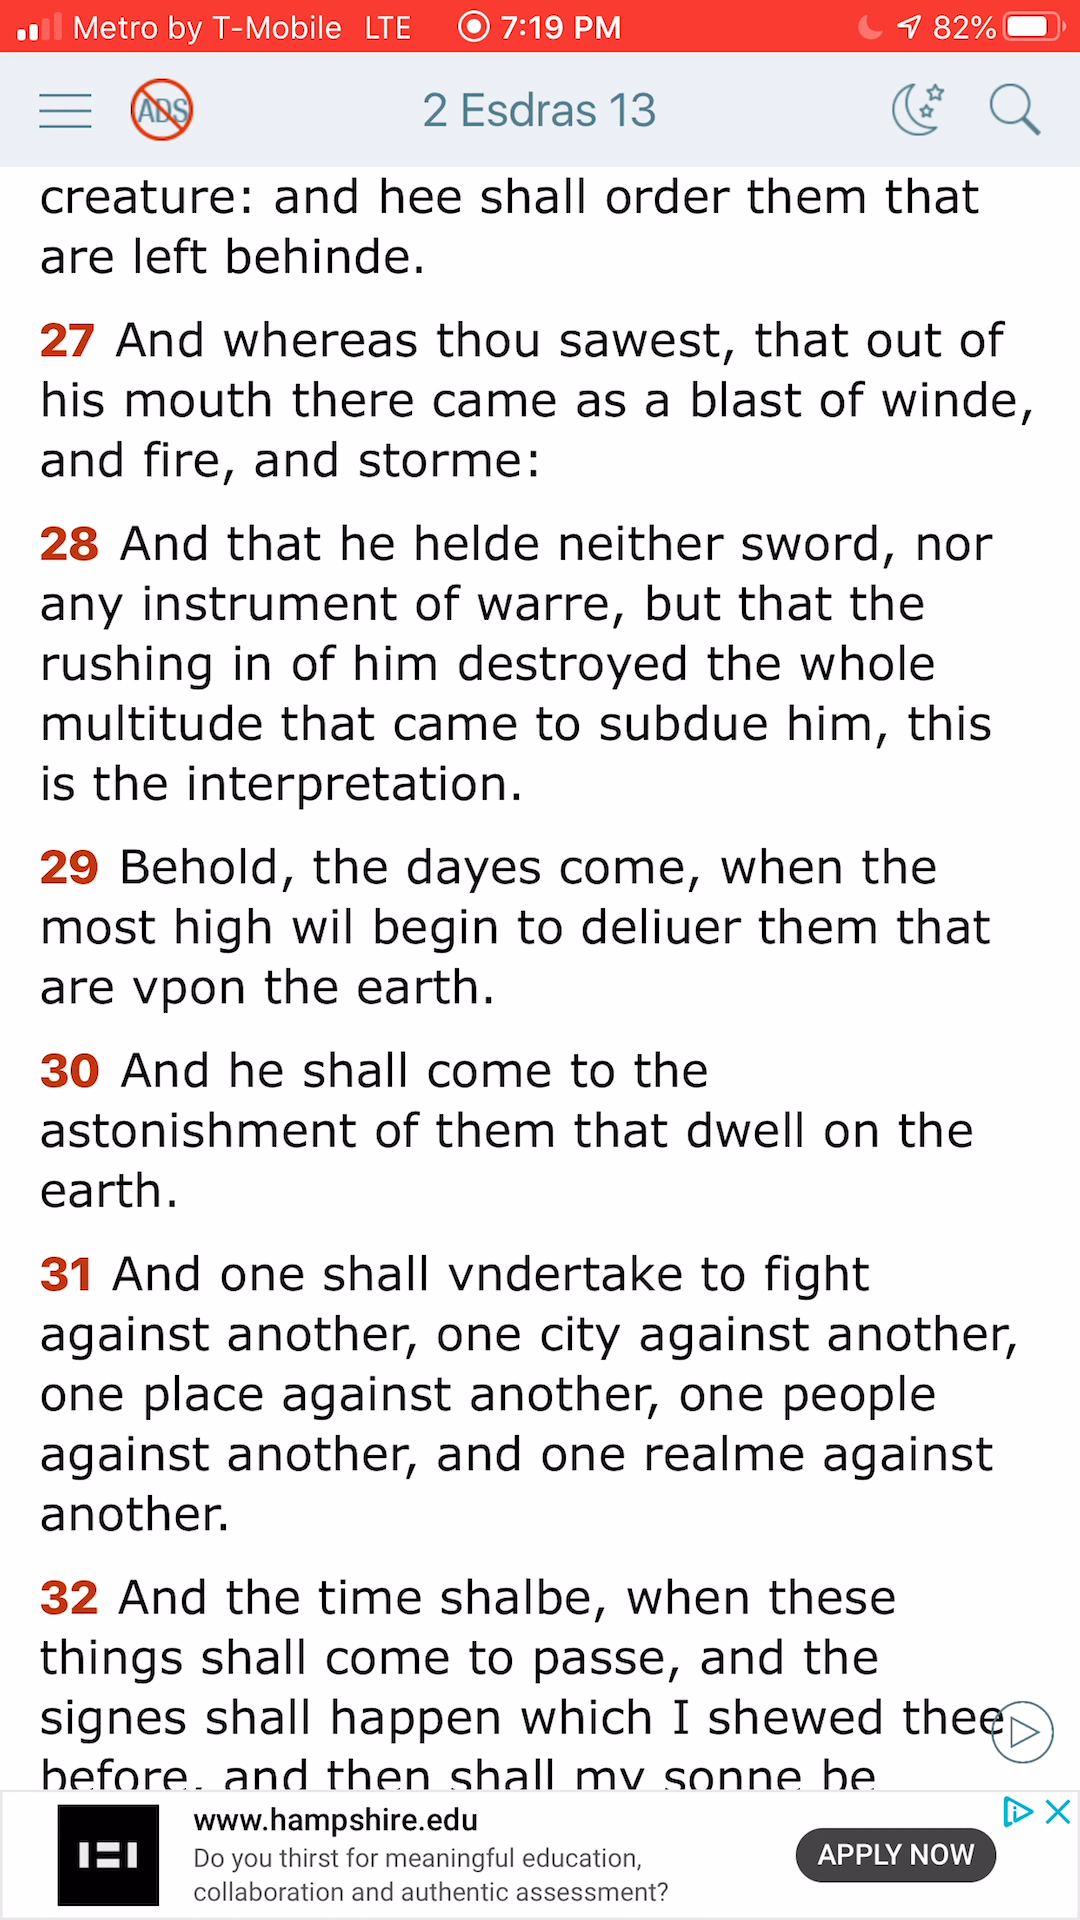 Metro by T-Mobile LTE 7:19 PM 82%
ADS 2 Esdras 13
creature: and hee shall order them that
are left behinde.
27 And whereas thou sawest, that out of
his mouth there came as a blast of winde,
and fire, and storme:
28 And that he helde neither sword, nor
any instrument of warre, but that the
rushing in of him destroyed the whole
multitude that came to subdue him, this
is the interpretation.
29 Behold, the dayes come, when the
most high wil begin to deliuer them that
are vpon the earth.
30 And he shall come to the
astonishment of them that dwell on the
earth.
31 And one shall vndertake to fight
against another, one city against another,
one place against another, one people
against another, and one realme against
another.
32 And the time shalbe, when these
things shall come to passe, and the
signes shall happen which I shewed thee
before, and then shall my sonne be
www.hampshire.edu
Do you thirst for meaningful education,
collaboration and authentic assessment?
APPLY NOW